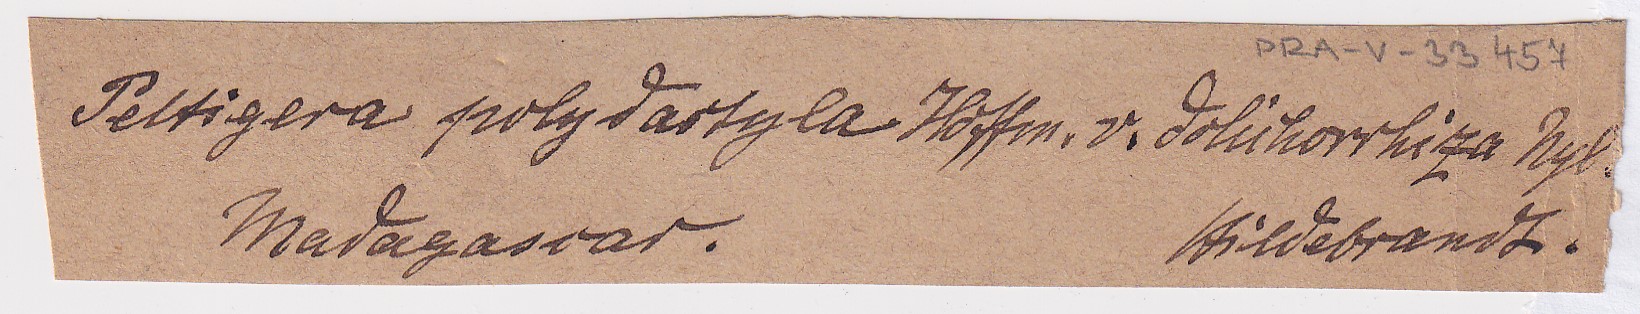 PRA-V-33457
Peltigera polydactyla Hoffm. v. dolichorrhiza Nyl.
Madagascar. Hildebrandt.